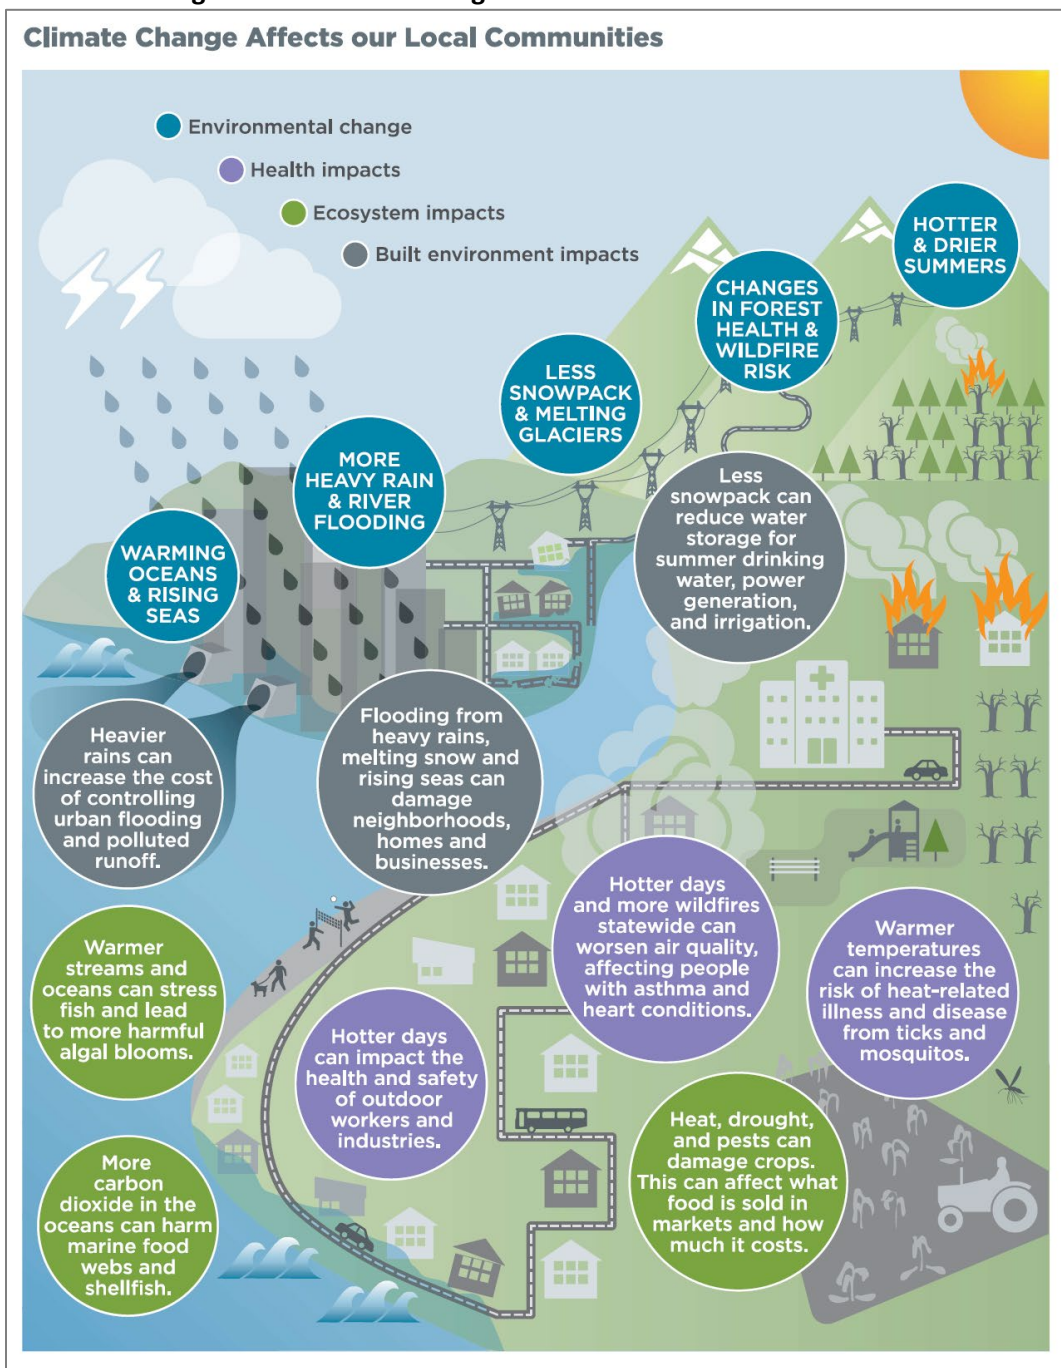 Climate Change Affects our Local Communities
Environmental change
Health impacts
Ecosystem impacts
Built environment impacts
HOTTER
& DRIER
SUMMERS
CHANGES
IN FOREST
HEALTH &
WILDFIRE
RISK
LESS
SNOWPACK
& MELTING
GLACIERS
MORE
HEAVY RAIN
& RIVER
FLOODING
WARMING
OCEANS
& RISING
SEAS
Less
snowpack can
reduce water
storage for
summer drinking
water, power
generation,
and irrigation.
Heavier
rains can
increase the cost
of controlling
urban flooding
and polluted
runoff.
Flooding from
heavy rains,
melting snow and
rising seas can
damage
neighborhoods,
homes and
businesses.
Hotter days
and more wildfires
statewide can
worsen air quality,
affecting people
with asthma and
heart conditions.
Warmer
temperatures
can increase the
risk of heat-related
illness and disease
from ticks and
mosquitos.
Warmer
streams and
oceans can stress
fish and lead
to more harmful
algal blooms.
Hotter days
can impact the
health and safety
of outdoor
workers and
industries.
Heat, drought,
and pests can
damage crops.
This can affect what
food is sold in
markets and how
much it costs.
More
carbon
dioxide in the
oceans can harm
marine food
webs and
shellfish.